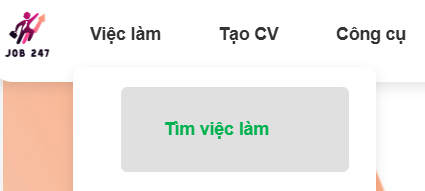 Việc làm Tạo CV Công cụ
JOB 247
Tìm việc làm